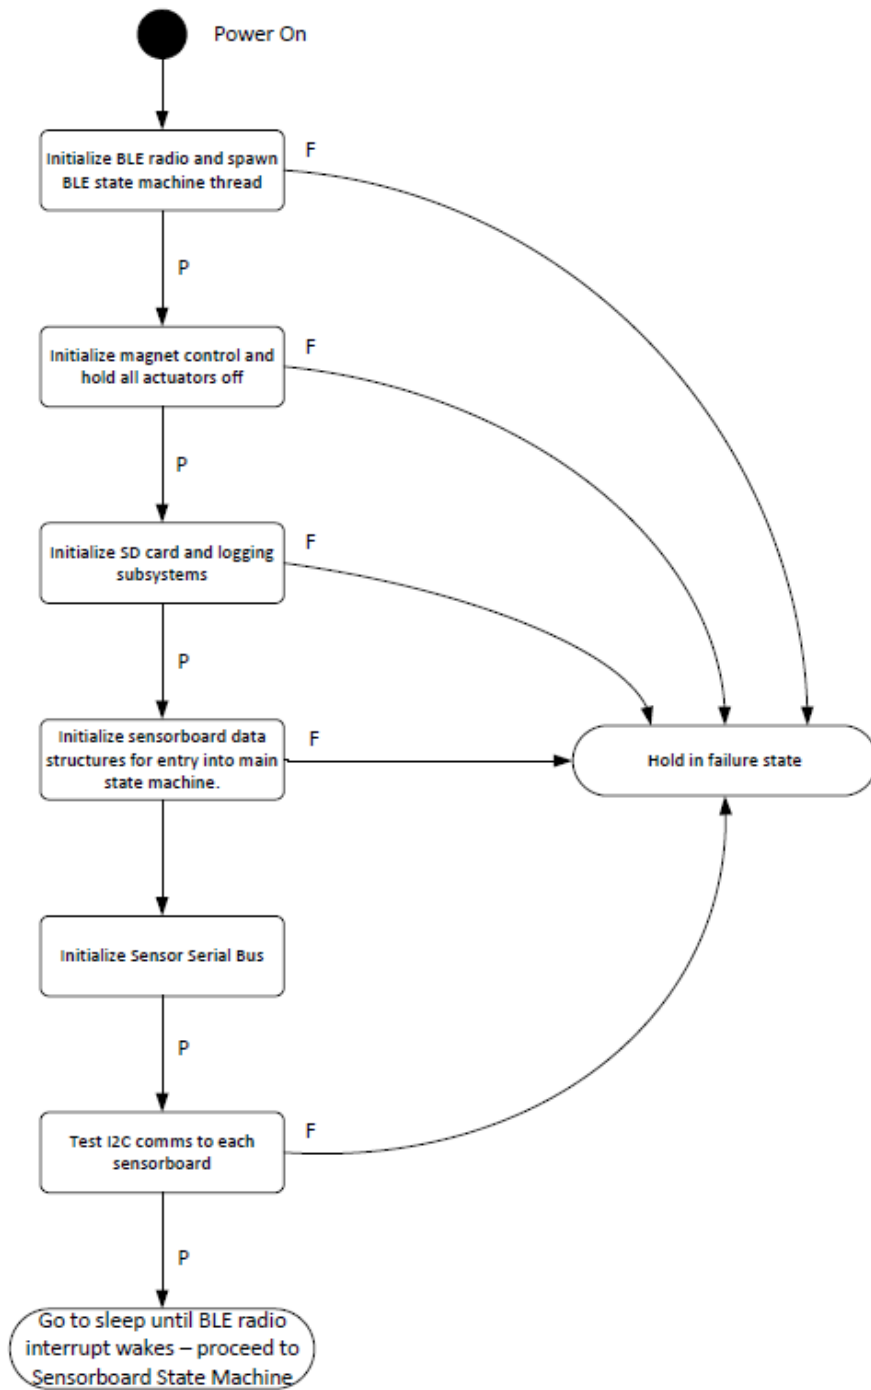 Power On
Initialize BLE radio and spawn
BLE state machine thread
F
P
Initialize magnet control and
hold all actuators off
F
P
Initialize SD card and logging
subsystems
F
P
Initialize sensorboard data
structures for entry into main
state machine.
F
Hold in failure state
Initialize Sensor Serial Bus
P
Test I2C comms to each
sensorboard
F
P
Go to sleep until BLE radio
interrupt wakes – proceed to
Sensorboard State Machine